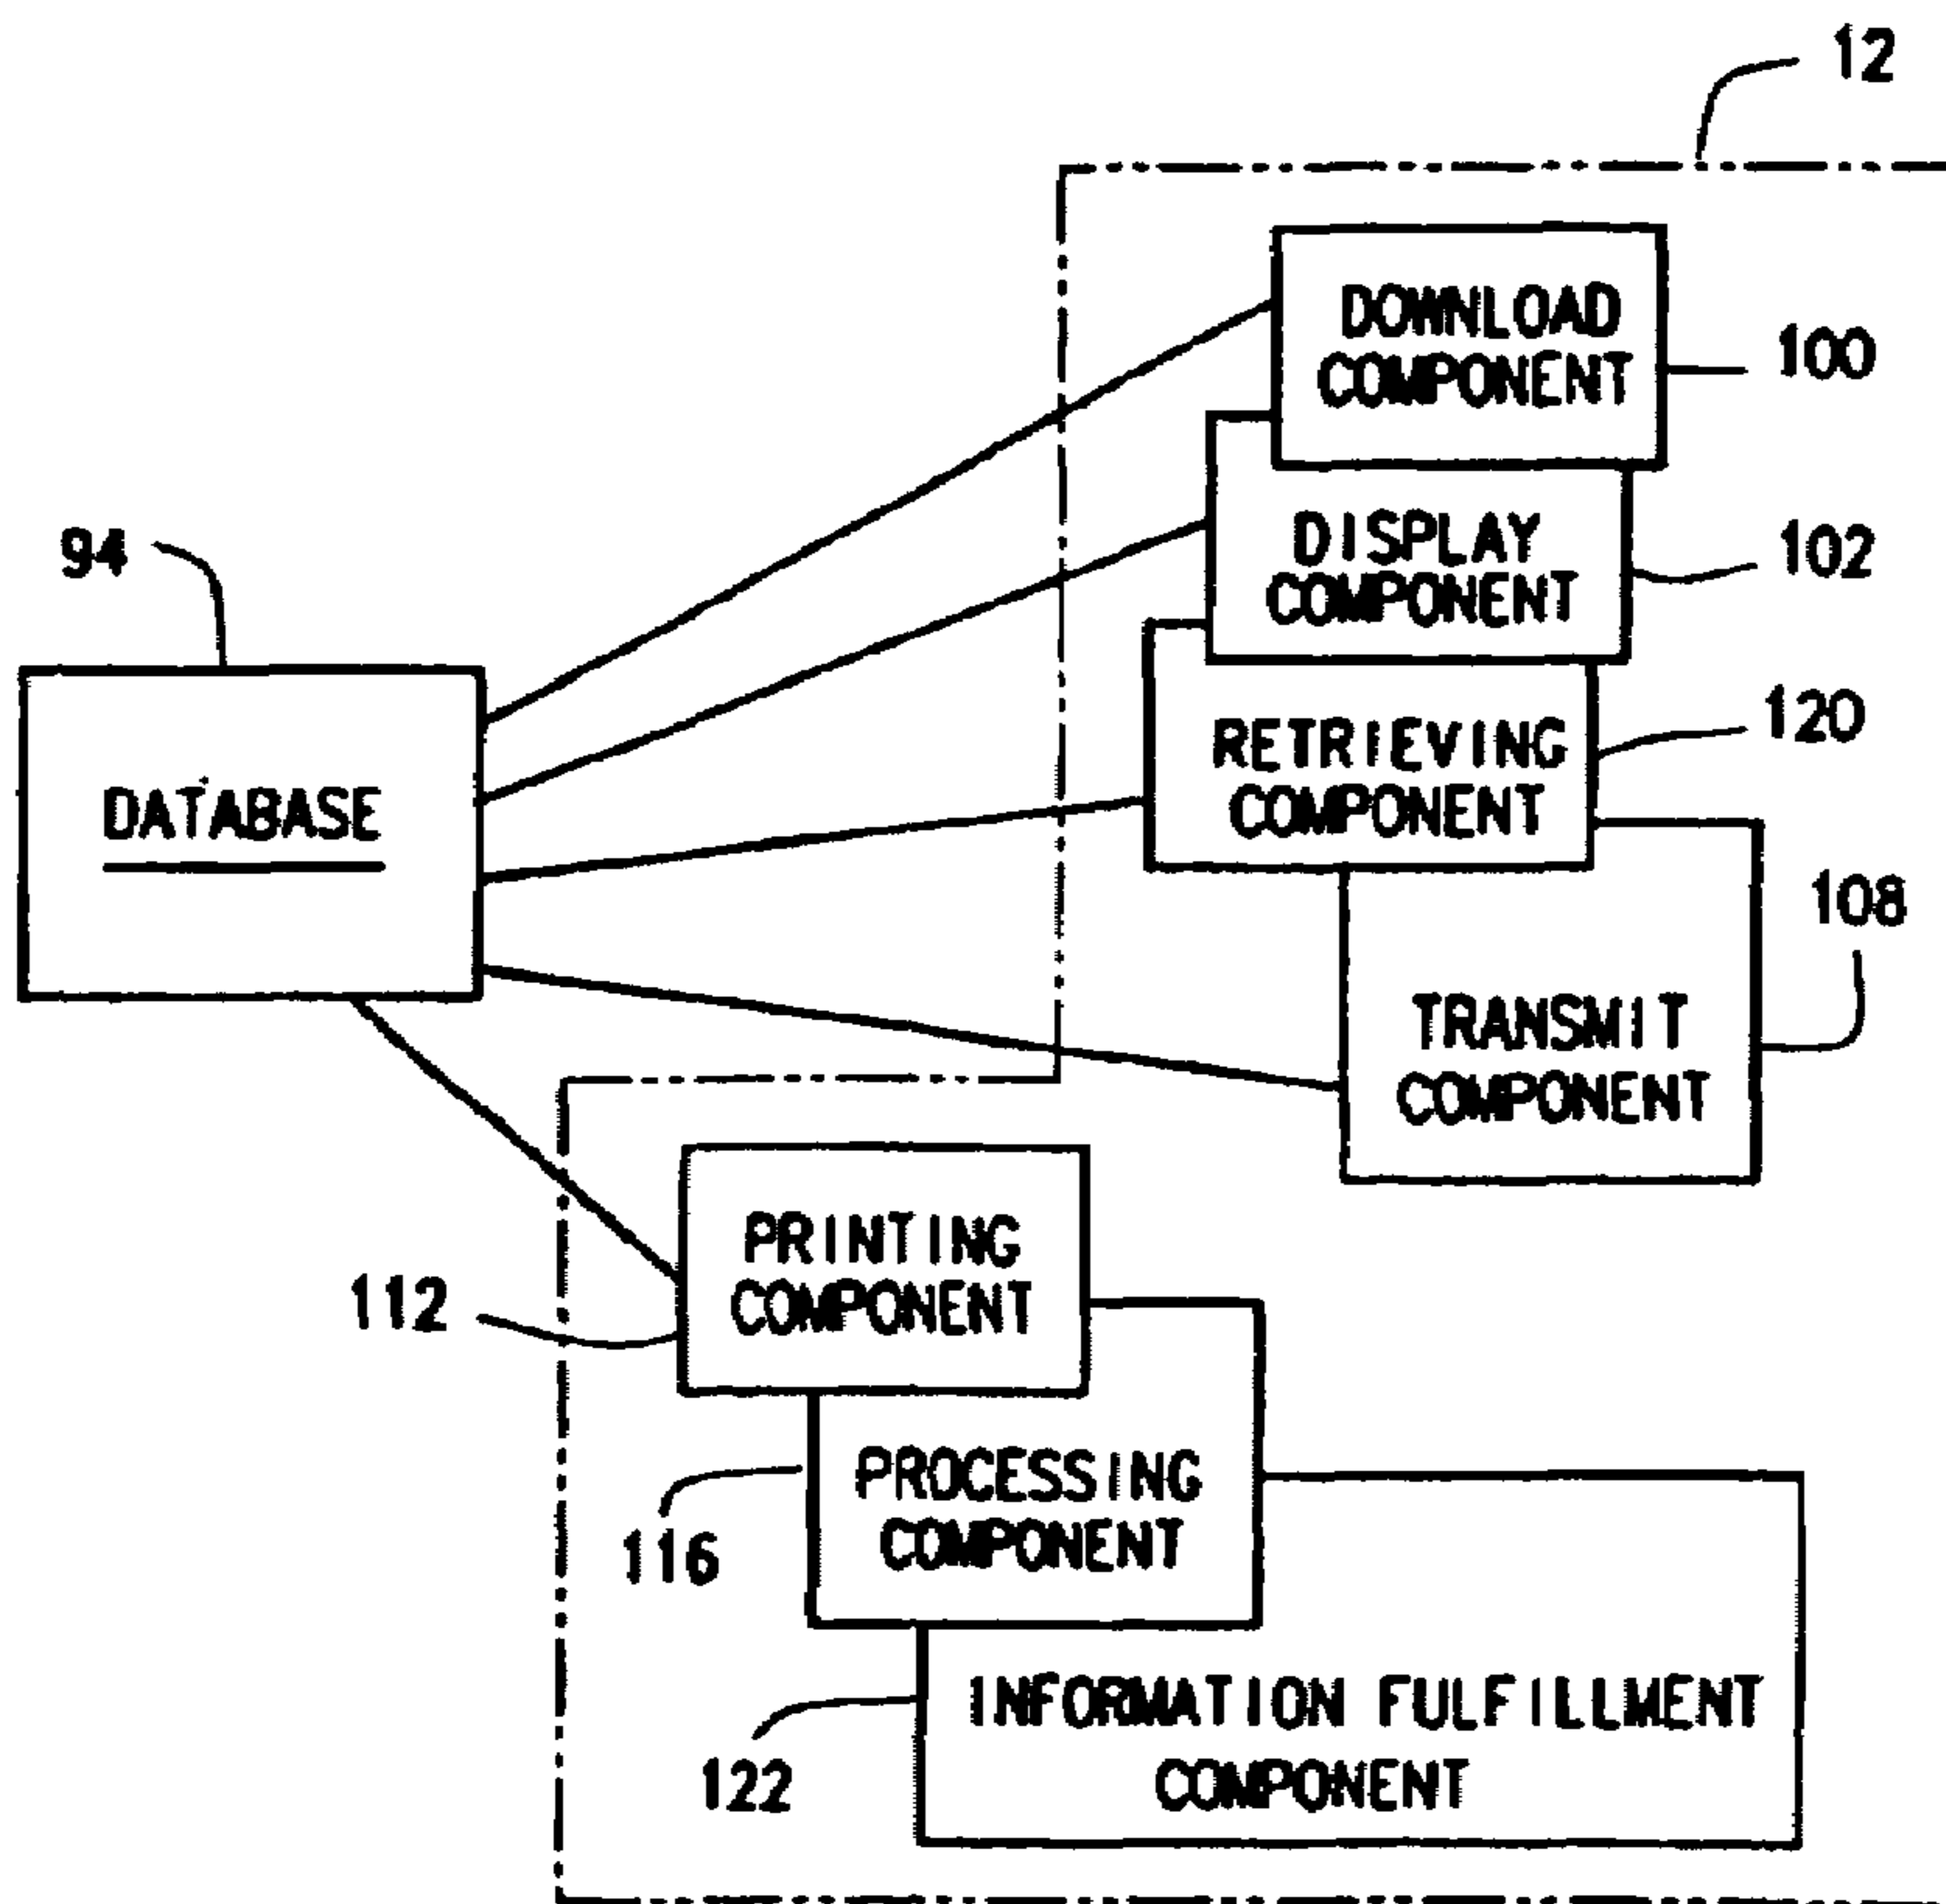 12
DOWNLOAD
COMPONENT
100
94
DISPLAY
COMPONENT
102
DATABASE
RETRIEVING
COMPONENT
120
108
TRANSMIT
COMPONENT
PRINTING
COMPONENT
112
PROCESSING
COMPONENT
116
INFORMATION FULFILLMENT
COMPONENT
122